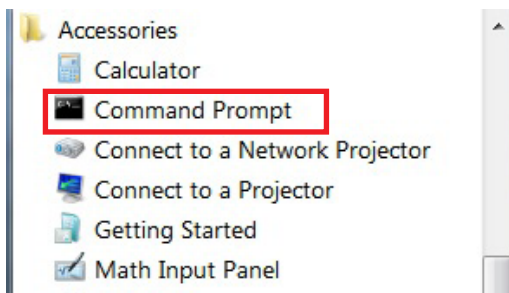 Accessories
Calculator
Command Prompt
Connect to a Network Projector
Connect to a Projector
Getting Started
Math Input Panel